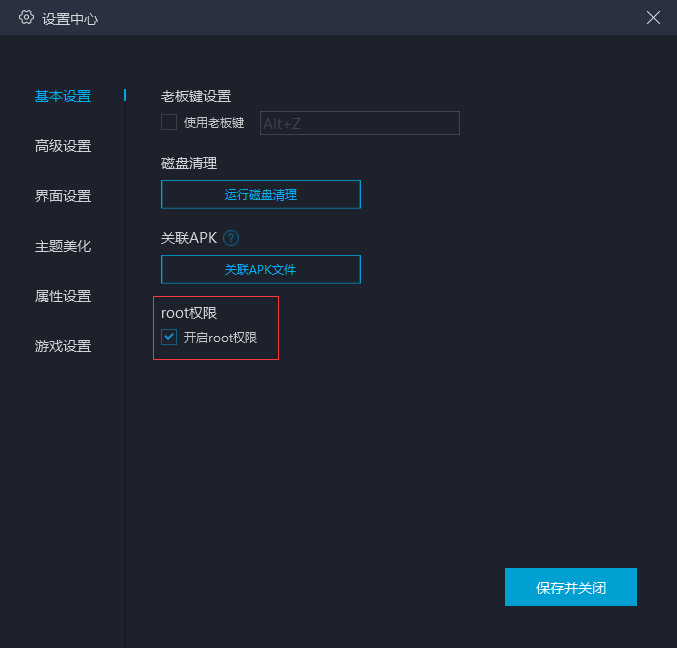 设置中心
基本设置
高级设置
界面设置
主题美化
属性设置
游戏设置
老板键设置
使用老板键 Alt+Z
磁盘清理
运行磁盘清理
关联APK ?
关联APK文件
root权限
开启root权限
保存并关闭